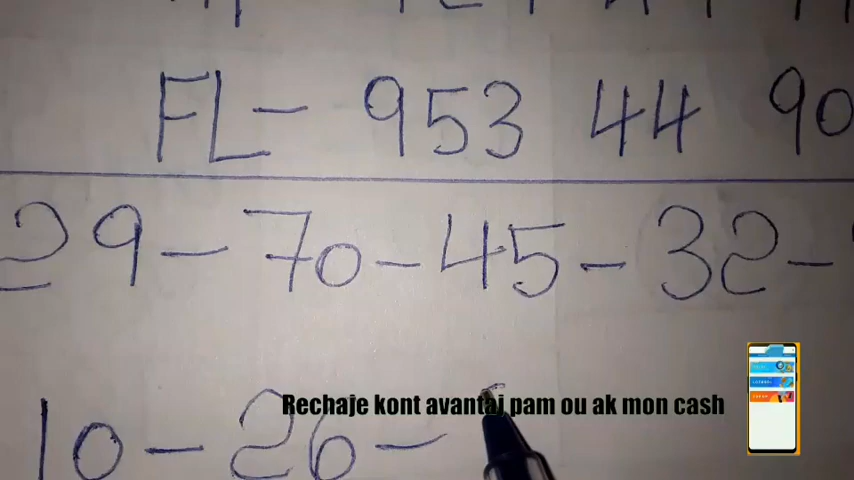 FL- 953 44 90
29-70-45-32-
10-26-
Rechaje kont avantaj pam ou ak mon cash